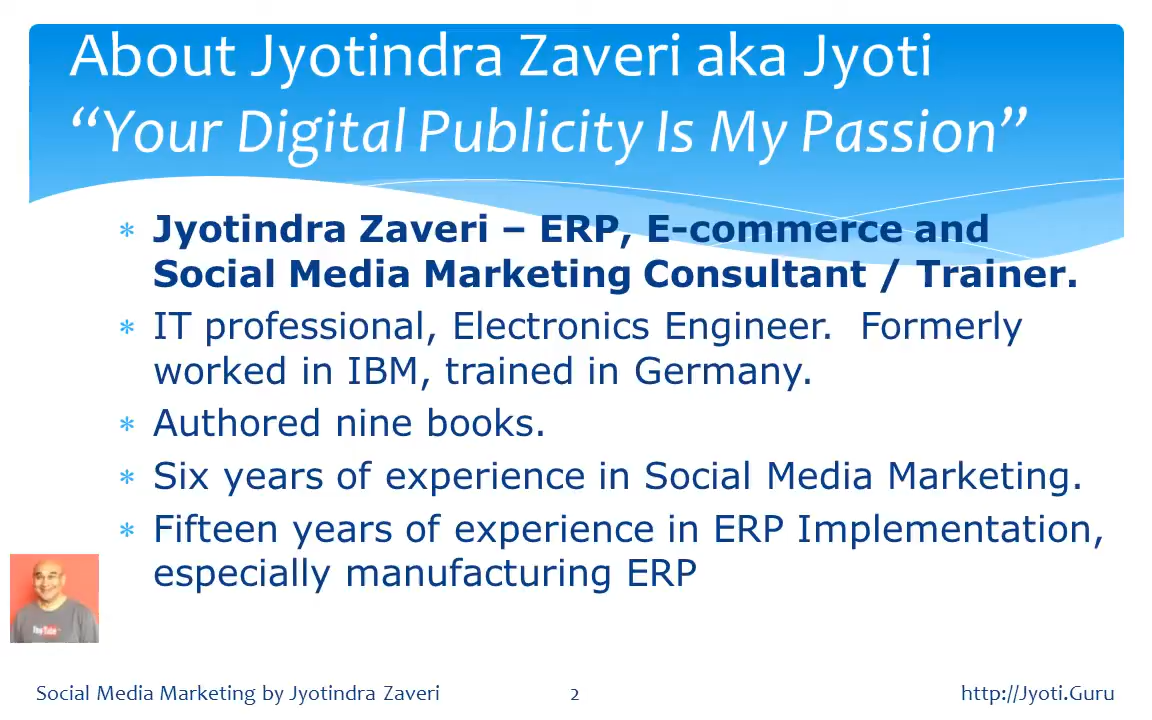 About Jyotindra Zaveri aka Jyoti
“Your Digital Publicity Is My Passion”
* Jyotindra Zaveri – ERP, E-commerce and
Social Media Marketing Consultant / Trainer.
* IT professional, Electronics Engineer. Formerly
worked in IBM, trained in Germany.
* Authored nine books.
* Six years of experience in Social Media Marketing.
* Fifteen years of experience in ERP Implementation,
especially manufacturing ERP
YouTube
Social Media Marketing by Jyotindra Zaveri 2 http://Jyoti.Guru